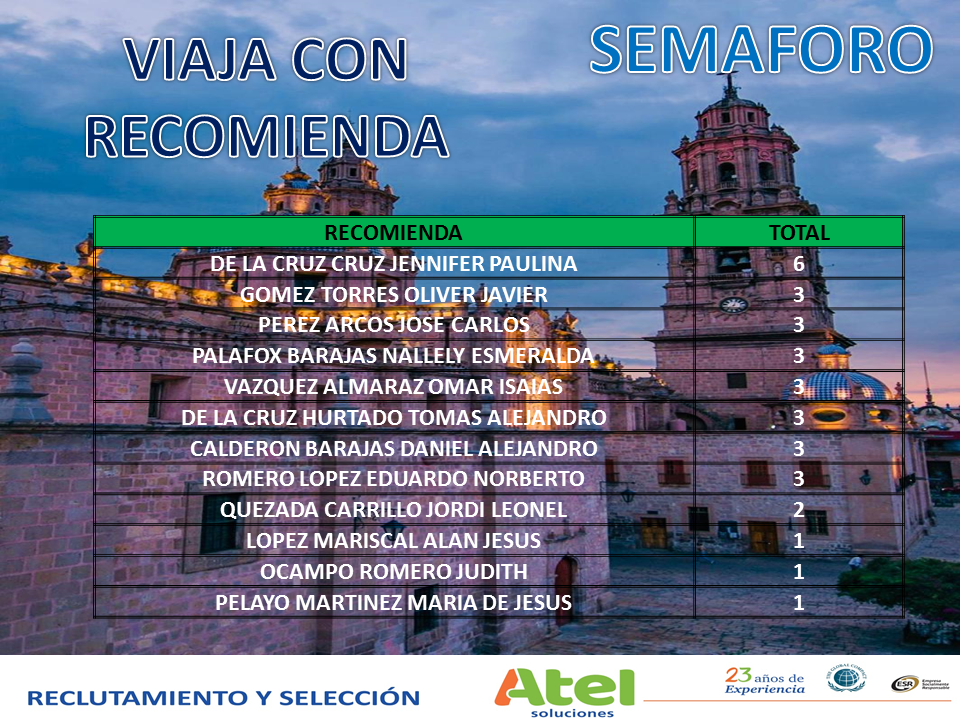 VIAJA CON
RECOMIENDA
SEMAFORO
RECOMIENDA TOTAL
DE LA CRUZ CRUZ JENNIFER PAULINA 6
GOMEZ TORRES OLIVER JAVIER 3
PEREZ ARCOS JOSE CARLOS 3
PALAFOX BARAJAS NALLELY ESMERALDA 3
VAZQUEZ ALMARAZ OMAR ISAIAS 3
DE LA CRUZ HURTADO TOMAS ALEJANDRO 3
CALDERON BARAJAS DANIEL ALEJANDRO 3
ROMERO LOPEZ EDUARDO NORBERTO 3
QUEZADA CARRILLO JORDI LEONEL 2
LOPEZ MARISCAL ALAN JESUS 1
OCAMPO ROMERO JUDITH 1
PELAYO MARTINEZ MARIA DE JESUS 1
RECLUTAMIENTO Y SELECCIÓN
Atel
soluciones
23 años de
Experiencia
ESR
Empresa
Socialmente
Responsable